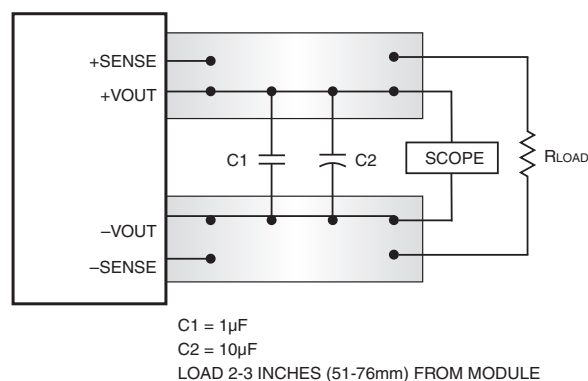 +SENSE
+VOUT
C1
C2
SCOPE
RLOAD
–VOUT
–SENSE
C1 = 1µF
C2 = 10µF
LOAD 2-3 INCHES (51-76mm) FROM MODULE